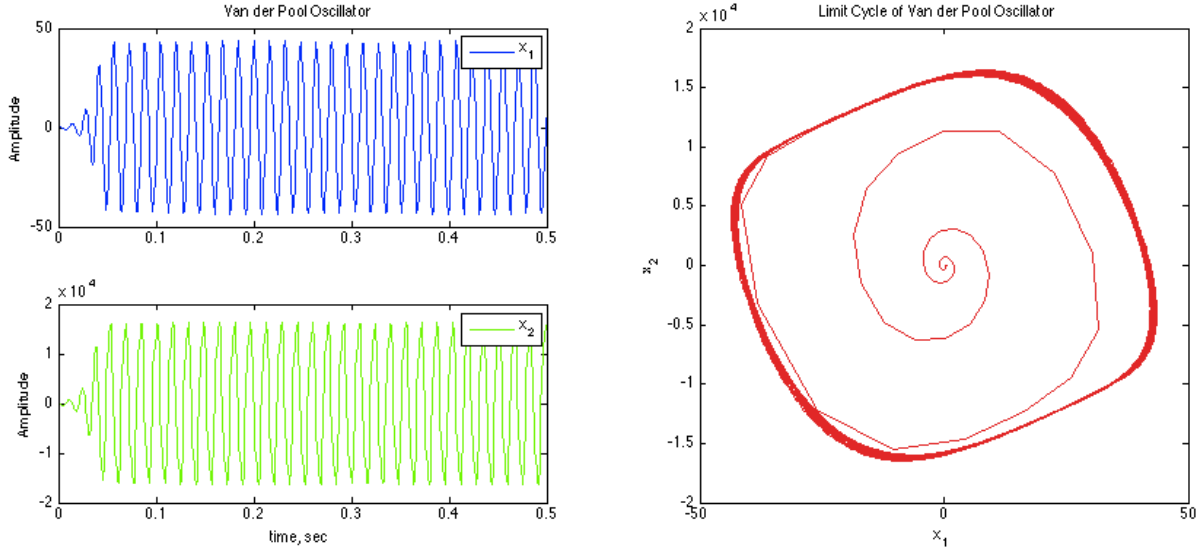 Van der Pool Oscillator
50
0
-50
Amplitude
x1
0
0.1
0.2
0.3
0.4
0.5
2 x 10^4
1
0
-1
-2
Amplitude
x2
0
0.1
0.2
0.3
0.4
0.5
time, sec
Limit Cycle of Van der Pool Oscillator
2 x 10^4
1.5
1
0.5
0
-0.5
-1
-1.5
-2
x2
-50
0
50
x1